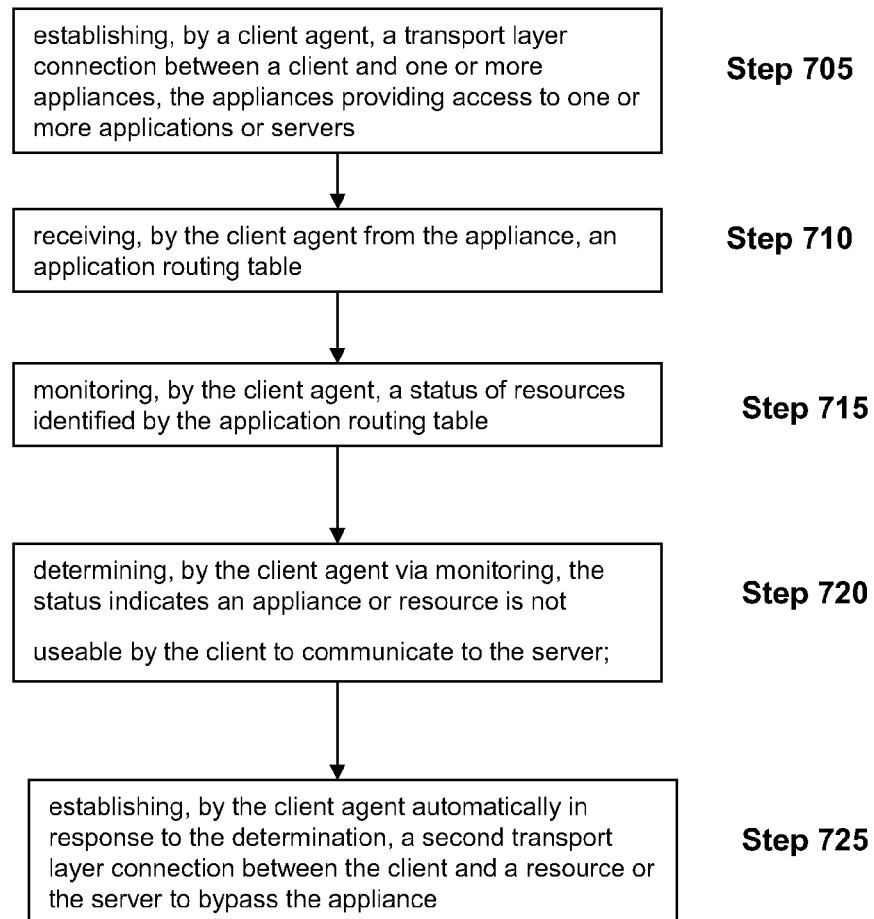 establishing, by a client agent, a transport layer
connection between a client and one or more
appliances, the appliances providing access to one or
more applications or servers
Step 705
receiving, by the client agent from the appliance, an
application routing table
Step 710
monitoring, by the client agent, a status of resources
identified by the application routing table
Step 715
determining, by the client agent via monitoring, the
status indicates an appliance or resource is not
useable by the client to communicate to the server;
Step 720
establishing, by the client agent automatically in
response to the determination, a second transport
layer connection between the client and a resource or
the server to bypass the appliance
Step 725